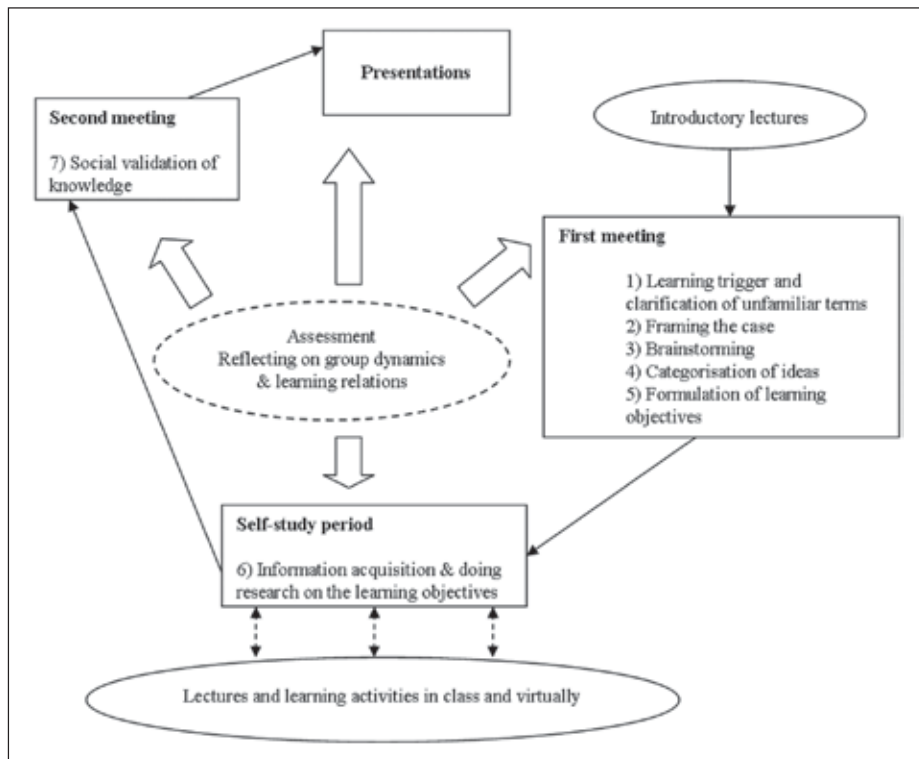 Presentations
Second meeting
7) Social validation of
knowledge
Introductory lectures
First meeting
1) Learning trigger and
clarification of unfamiliar terms
2) Framing the case
3) Brainstorming
4) Categorisation of ideas
5) Formulation of learning
objectives
Assessment
Reflecting on group dynamics
& learning relations
Self-study period
6) Information acquisition & doing
research on the learning objectives
Lectures and learning activities in class and virtually